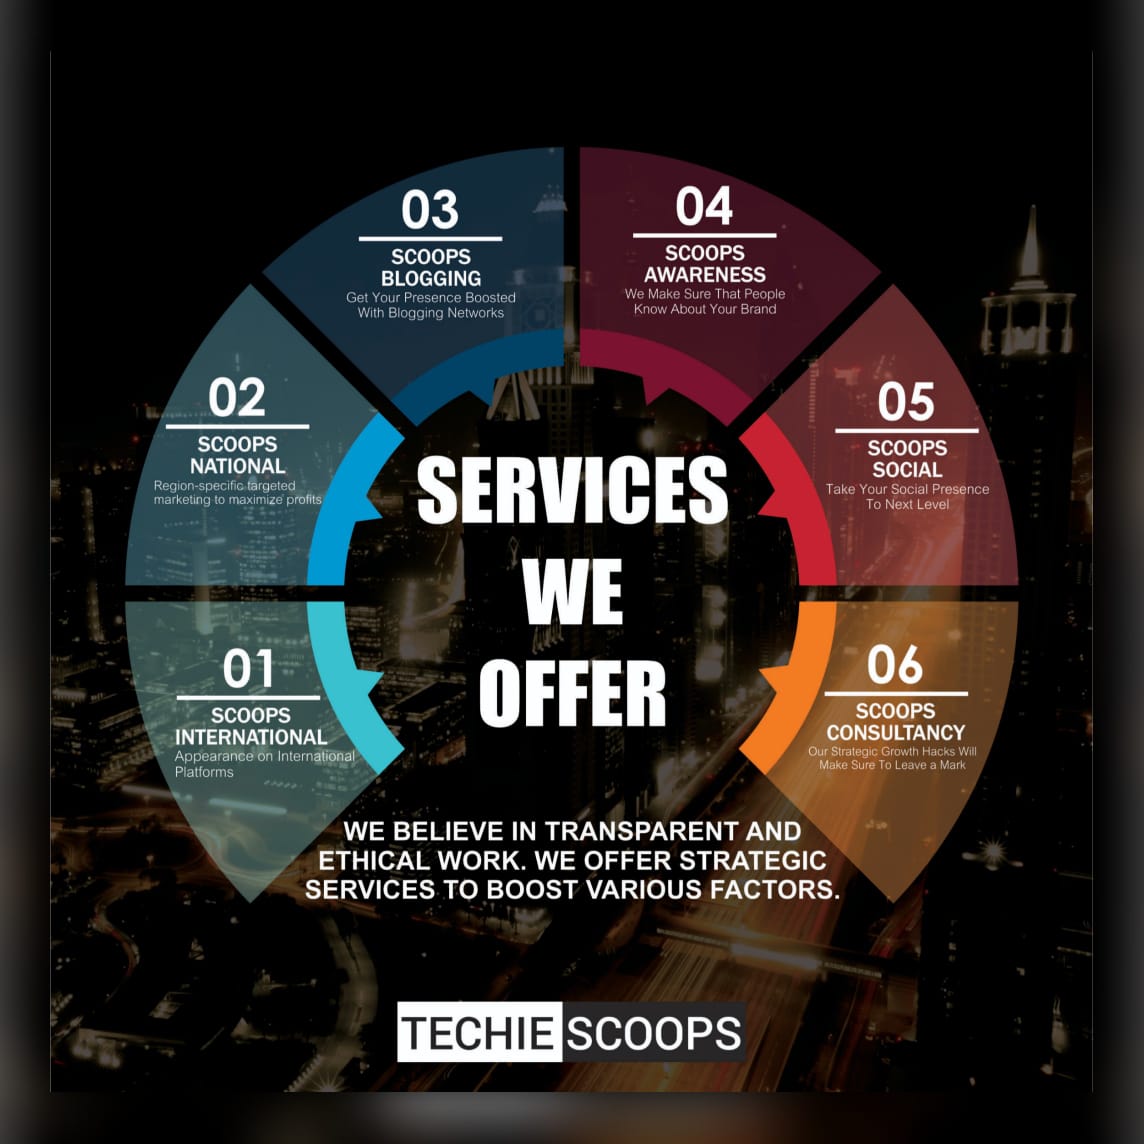 03
SCOOPS
BLOGGING
Get Your Presence Boosted
With Blogging Networks
04
SCOOPS
AWARENESS
We Make Sure That People
Know About Your Brand
02
SCOOPS
NATIONAL
Region-specific targeted
marketing to maximize profits
05
SCOOPS
SOCIAL
Take Your Social Presence
To Next Level
SERVICES
WE
OFFER
01
SCOOPS
INTERNATIONAL
Appearance on International
Platforms
06
SCOOPS
CONSULTANCY
Our Strategic Growth Hacks Will
Make Sure To Leave a Mark
WE BELIEVE IN TRANSPARENT AND
ETHICAL WORK. WE OFFER STRATEGIC
SERVICES TO BOOST VARIOUS FACTORS.
TECHIE SCOOPS